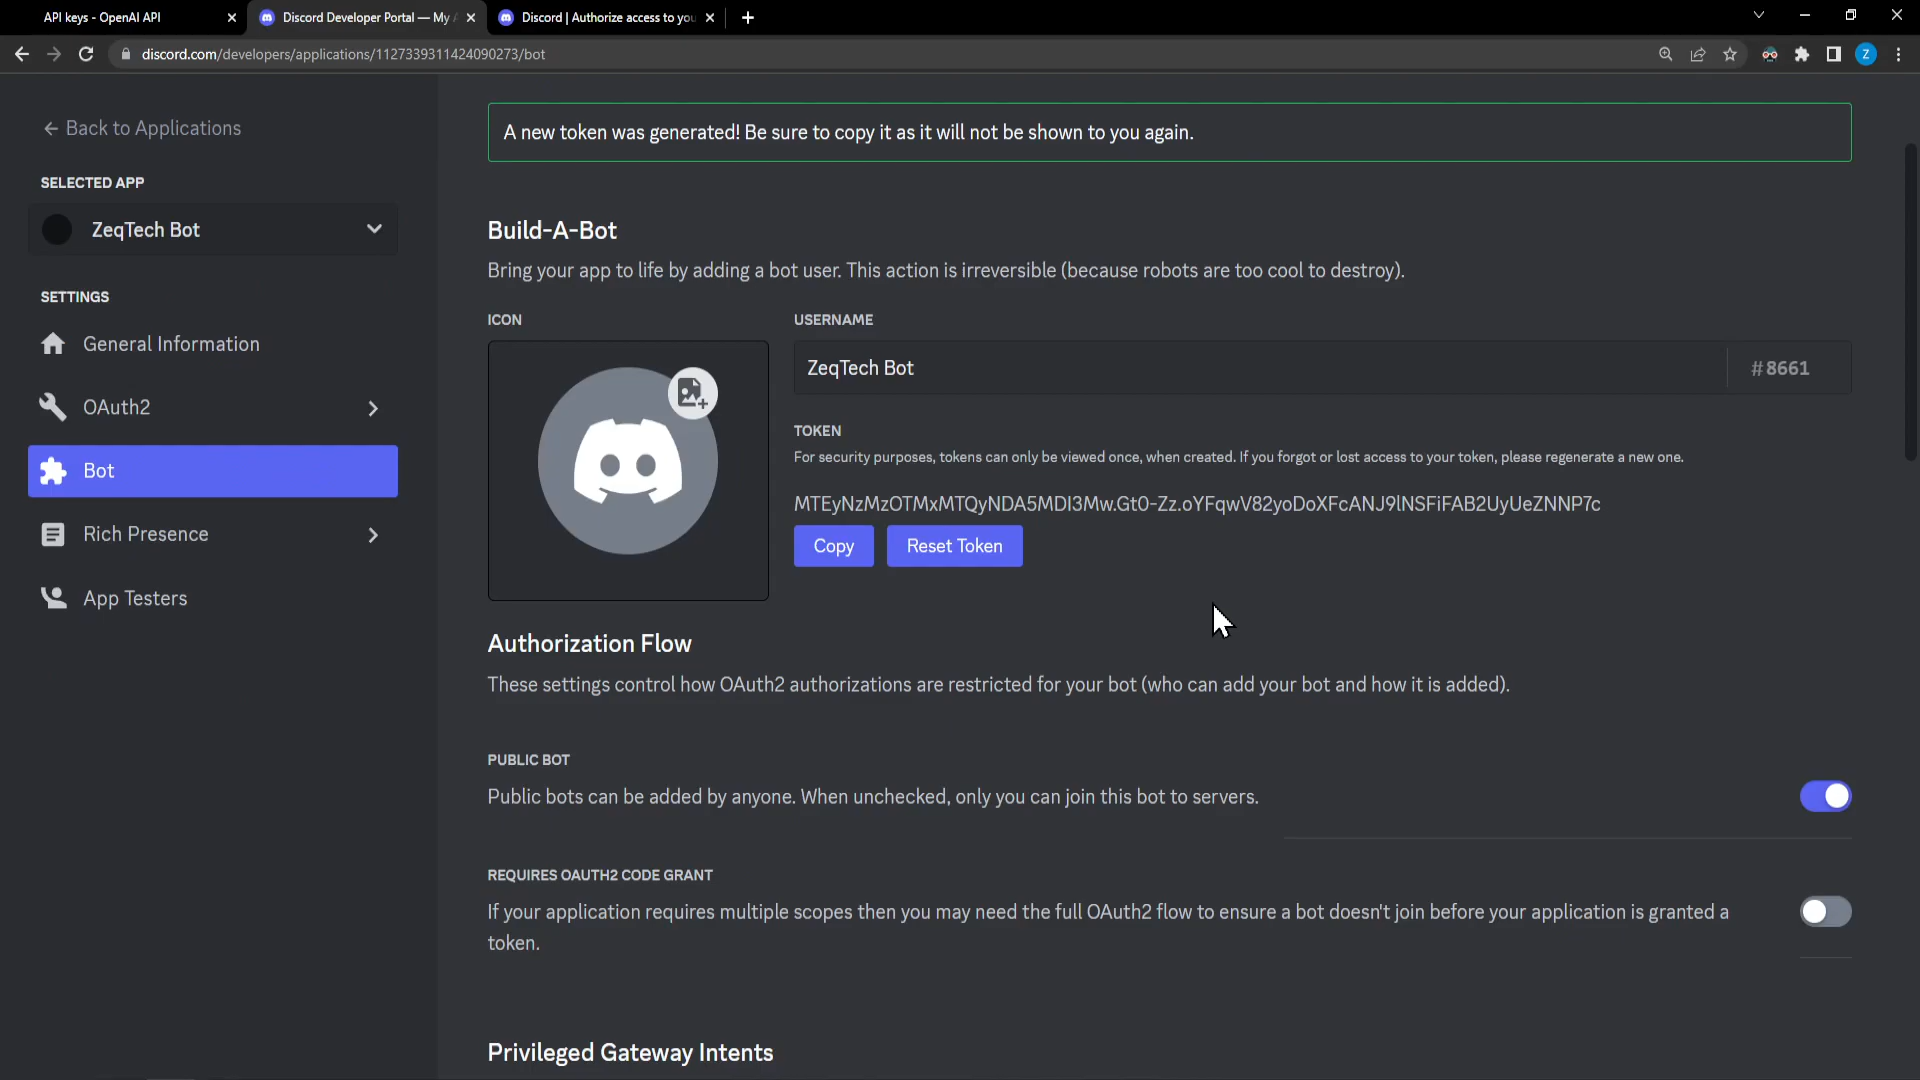 API keys - OpenAI API
Discord Developer Portal — My A
Discord | Authorize access to you
discord.com/developers/applications/1127339311424090273/bot
Z
Back to Applications
SELECTED APP
ZeqTech Bot
SETTINGS
General Information
OAuth2
Bot
Rich Presence
App Testers
A new token was generated! Be sure to copy it as it will not be shown to you again.
Build-A-Bot
Bring your app to life by adding a bot user. This action is irreversible (because robots are too cool to destroy).
ICON
USERNAME
ZeqTech Bot
#8661
TOKEN
For security purposes, tokens can only be viewed once, when created. If you forgot or lost access to your token, please regenerate a new one.
Copy
Reset Token
Authorization Flow
These settings control how OAuth2 authorizations are restricted for your bot (who can add your bot and how it is added).
PUBLIC BOT
Public bots can be added by anyone. When unchecked, only you can join this bot to servers.
REQUIRES OAUTH2 CODE GRANT
If your application requires multiple scopes then you may need the full OAuth2 flow to ensure a bot doesn't join before your application is granted a
token.
Privileged Gateway Intents